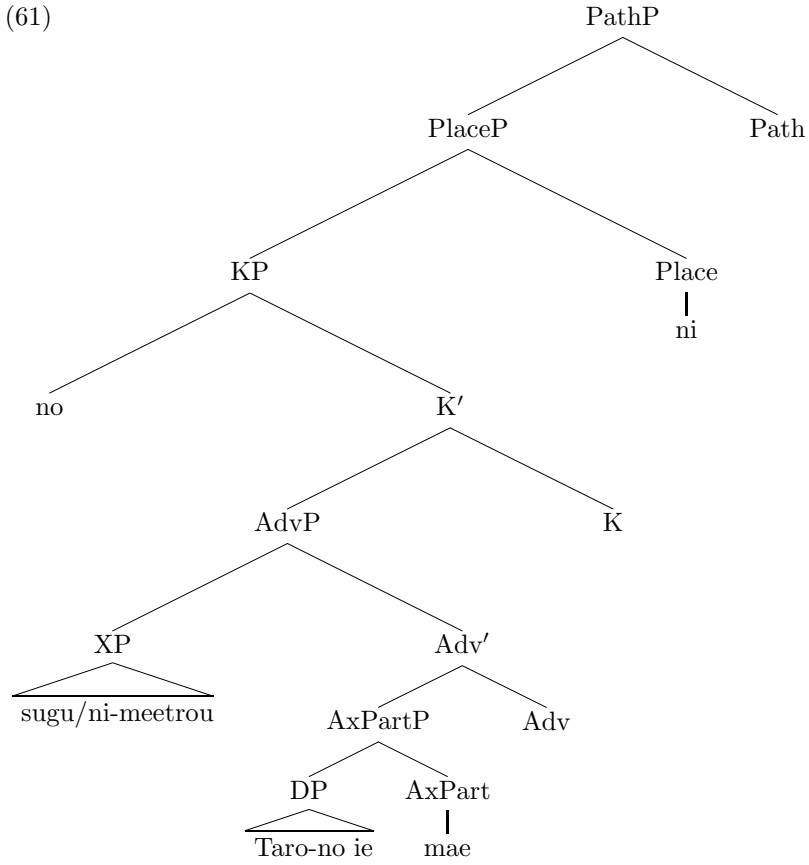 (61)
PathP
PlaceP Path
KP Place
ni
no K′
AdvP K
XP Adv′
sugu/ni-meetrou AxPartP Adv
DP AxPart
Taro-no ie mae